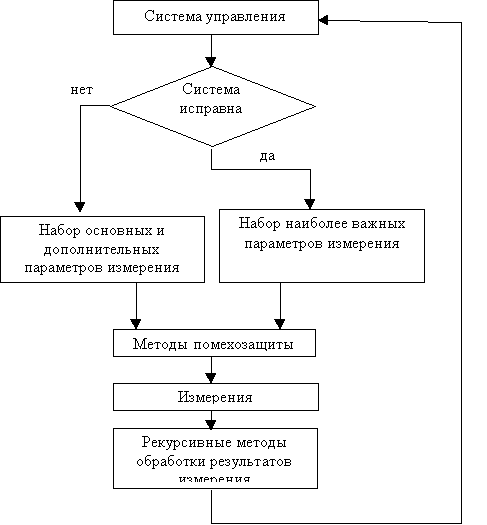 Система управления
Система
исправна
нет
да
Набор основных и
дополнительных
параметров измерения
Набор наиболее важных
параметров измерения
Методы помехозащиты
Измерения
Рекурсивные методы
обработки результатов
измерения